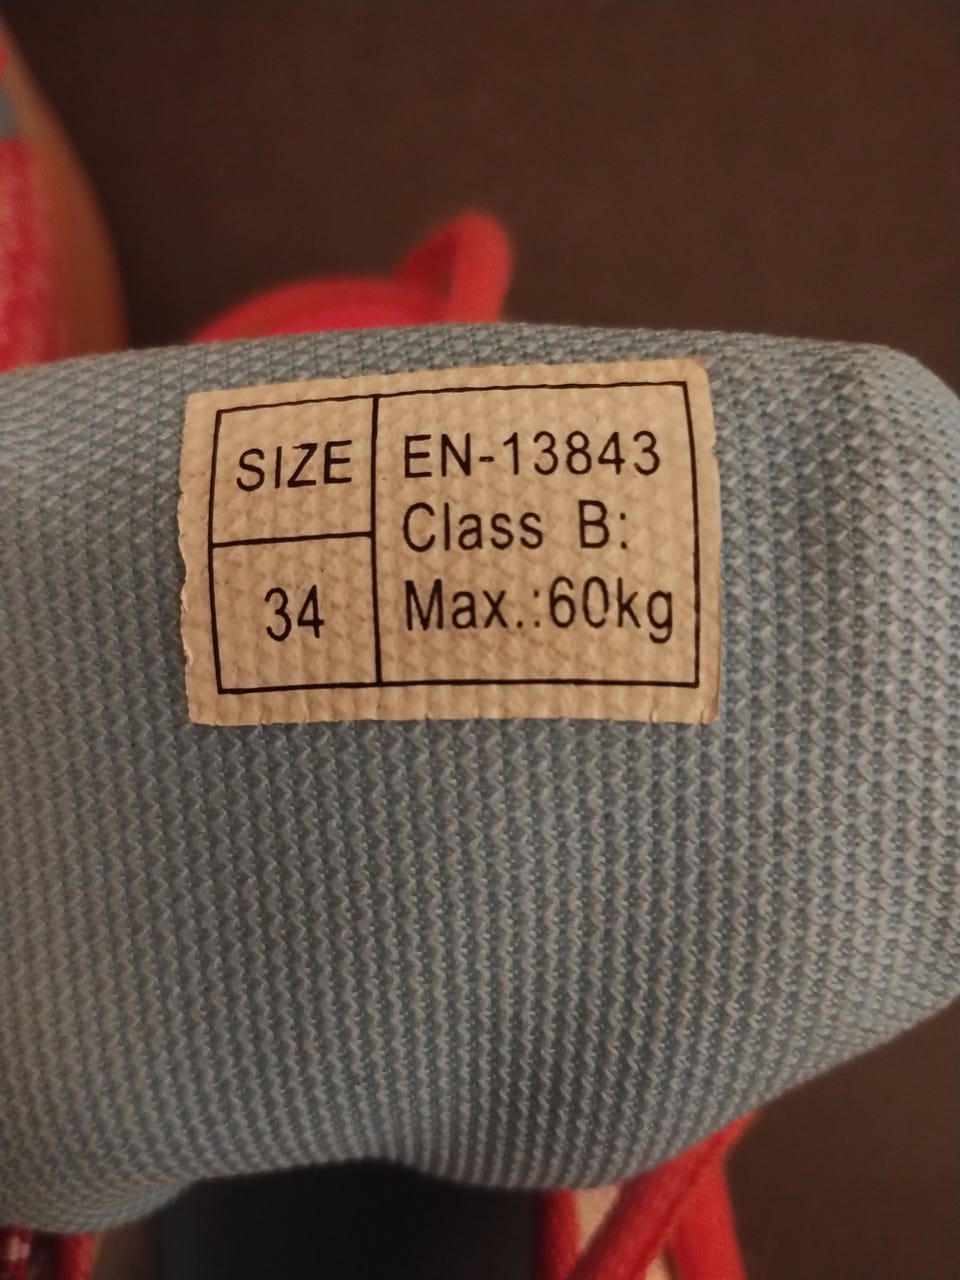 SIZE
34
EN-13843
Class B:
Max.:60kg